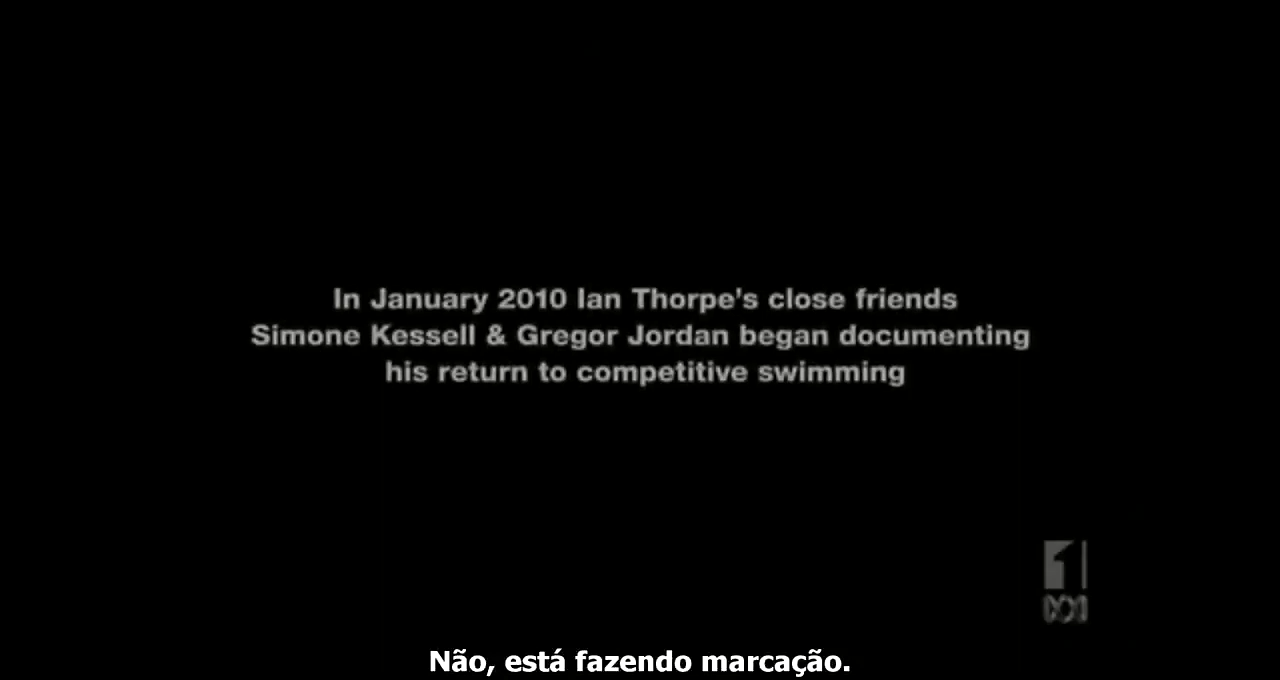 In January 2010 Ian Thorpe's close friends
Simone Kessell & Gregor Jordan began documenting
his return to competitive swimming
1
Não, está fazendo marcação.